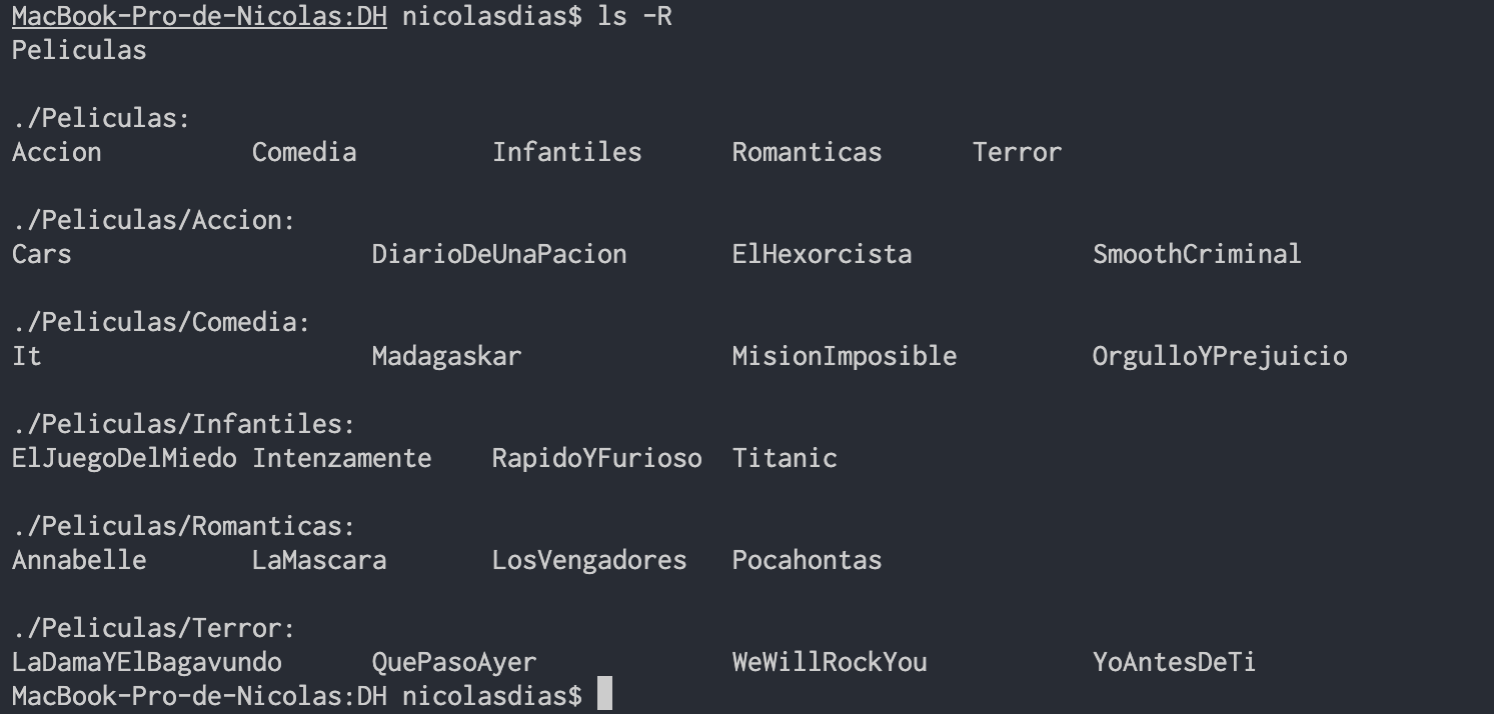 MacBook-Pro-de-Nicolas:DH nicolasdias$ ls -R
Peliculas
./Peliculas:
Accion Comedia Infantiles Romanticas Terror
./Peliculas/Accion:
Cars DiarioDeUnaPacion ElHexorcista SmoothCriminal
./Peliculas/Comedia:
It Madagaskar MisionImposible OrgulloYPrejuicio
./Peliculas/Infantiles:
ElJuegoDelMiedo Intenzamente RapidoYFurioso Titanic
./Peliculas/Romanticas:
Annabelle LaMascara LosVengadores Pocahontas
./Peliculas/Terror:
LaDamaYElBagavundo QuePasoAyer WeWillRockYou YoAntesDeTi
MacBook-Pro-de-Nicolas:DH nicolasdias$